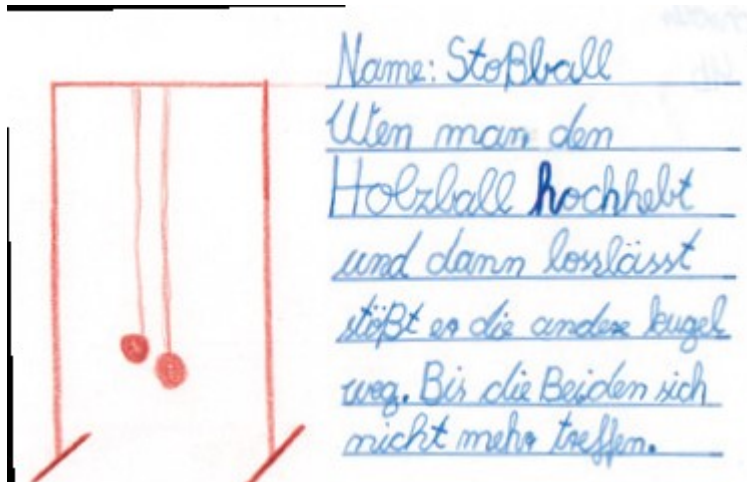 Name: Stoßball
Wen man den
Holzball hochhebt
und dann losslässt
stößt er die andere kugel
weg. Bis die Beiden sich
nicht mehr treffen.